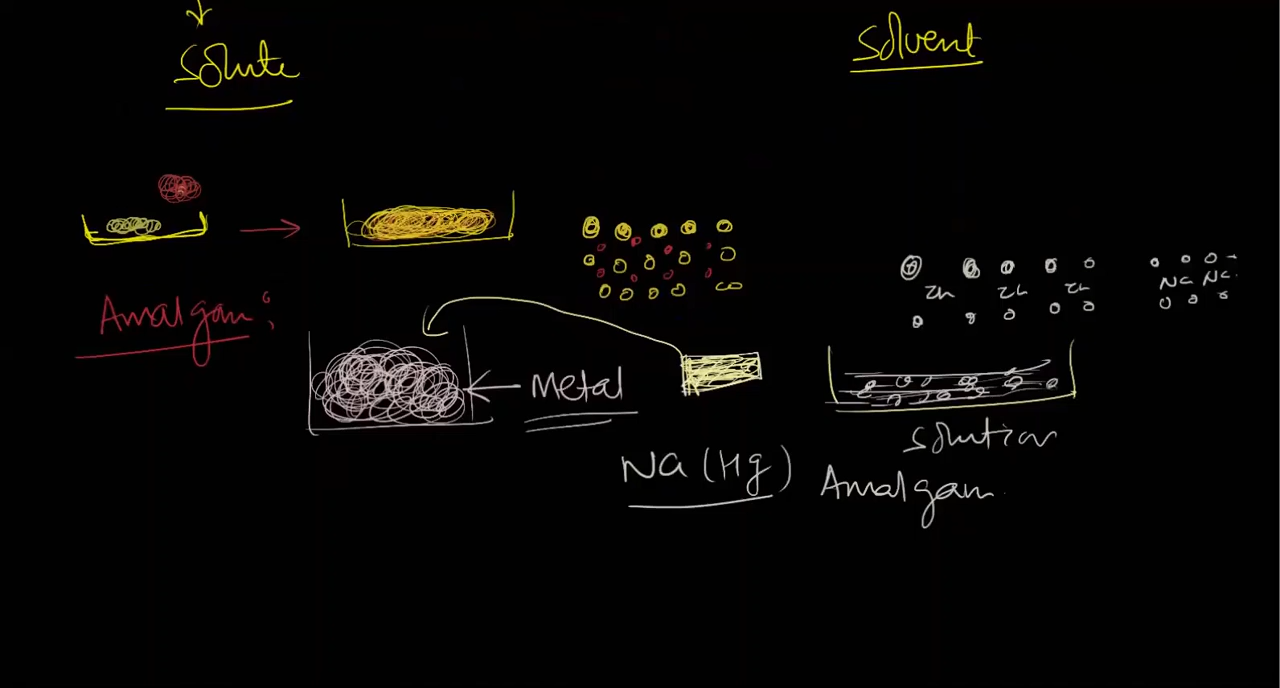 Solute
Solvent
Zn Zn Zn
Na Na
Amalgam:
Metal
Solution
Na (Hg)
Amalgam